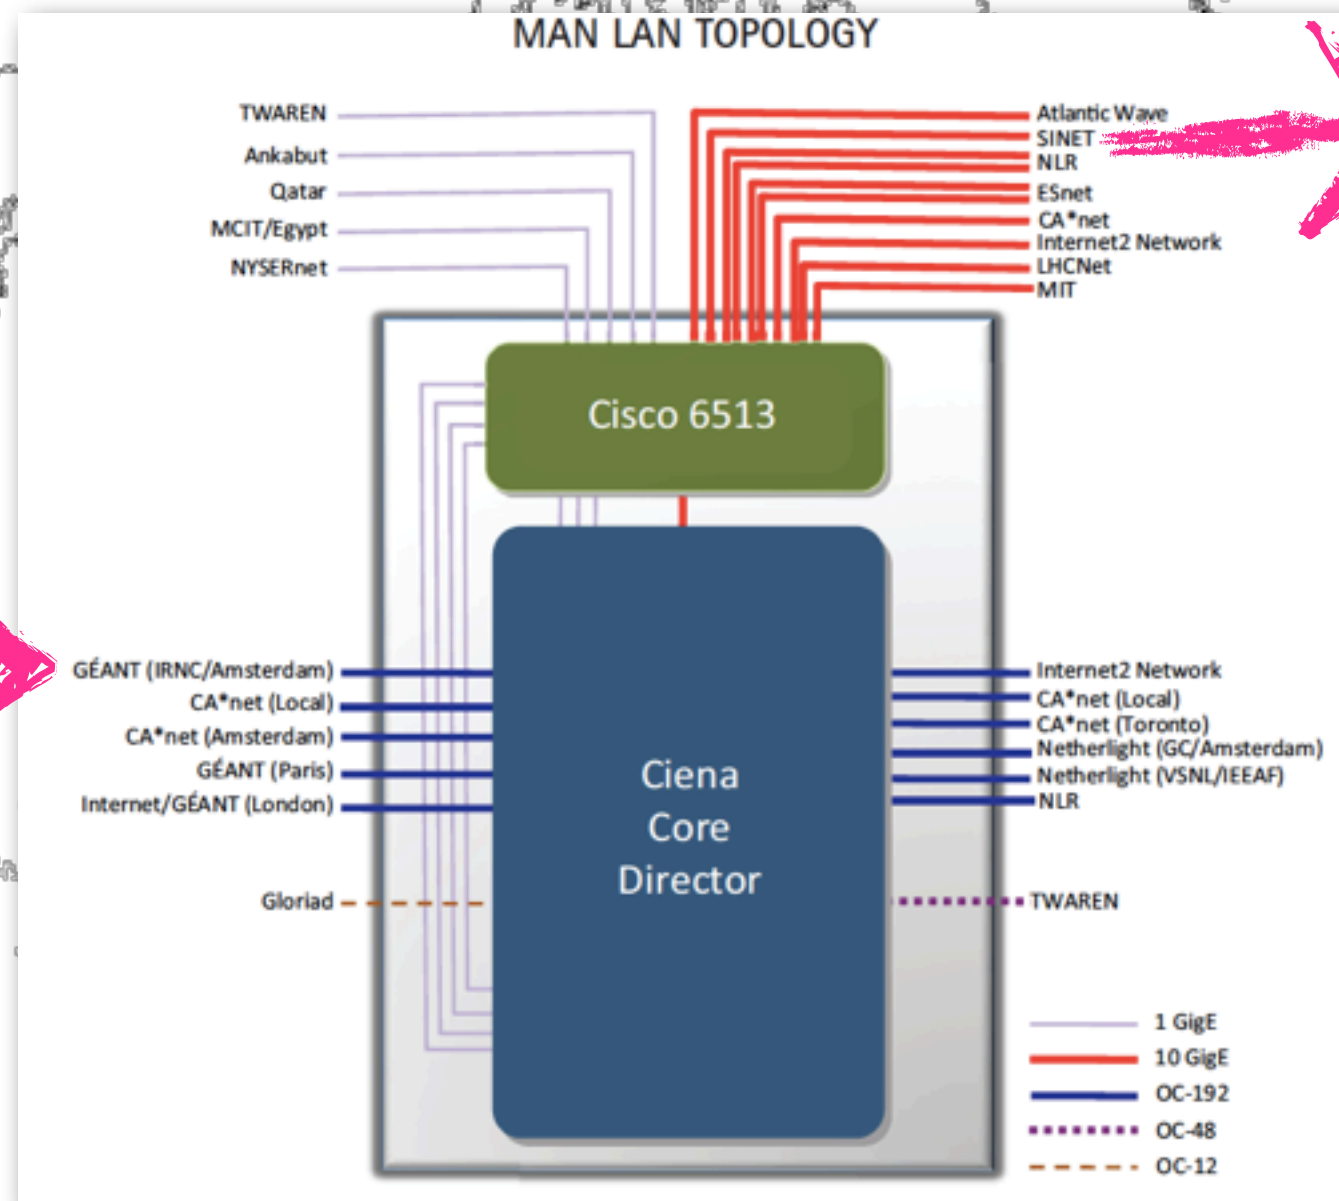 MAN LAN TOPOLOGY
TWAREN
Ankabut
Qatar
MCIT/Egypt
NYSERnet
Atlantic Wave
SINET
NLR
ESnet
CA*net
Internet2 Network
LHCNet
MIT
Cisco 6513
GÉANT (IRNC/Amsterdam)
CA*net (Local)
CA*net (Amsterdam)
GÉANT (Paris)
Internet/GÉANT (London)
Gloriad
Ciena
Core
Director
Internet2 Network
CA*net (Local)
CA*net (Toronto)
Netherlight (GC/Amsterdam)
Netherlight (VSNL/IEEAF)
NLR
TWAREN
1 GigE
10 GigE
OC-192
OC-48
OC-12